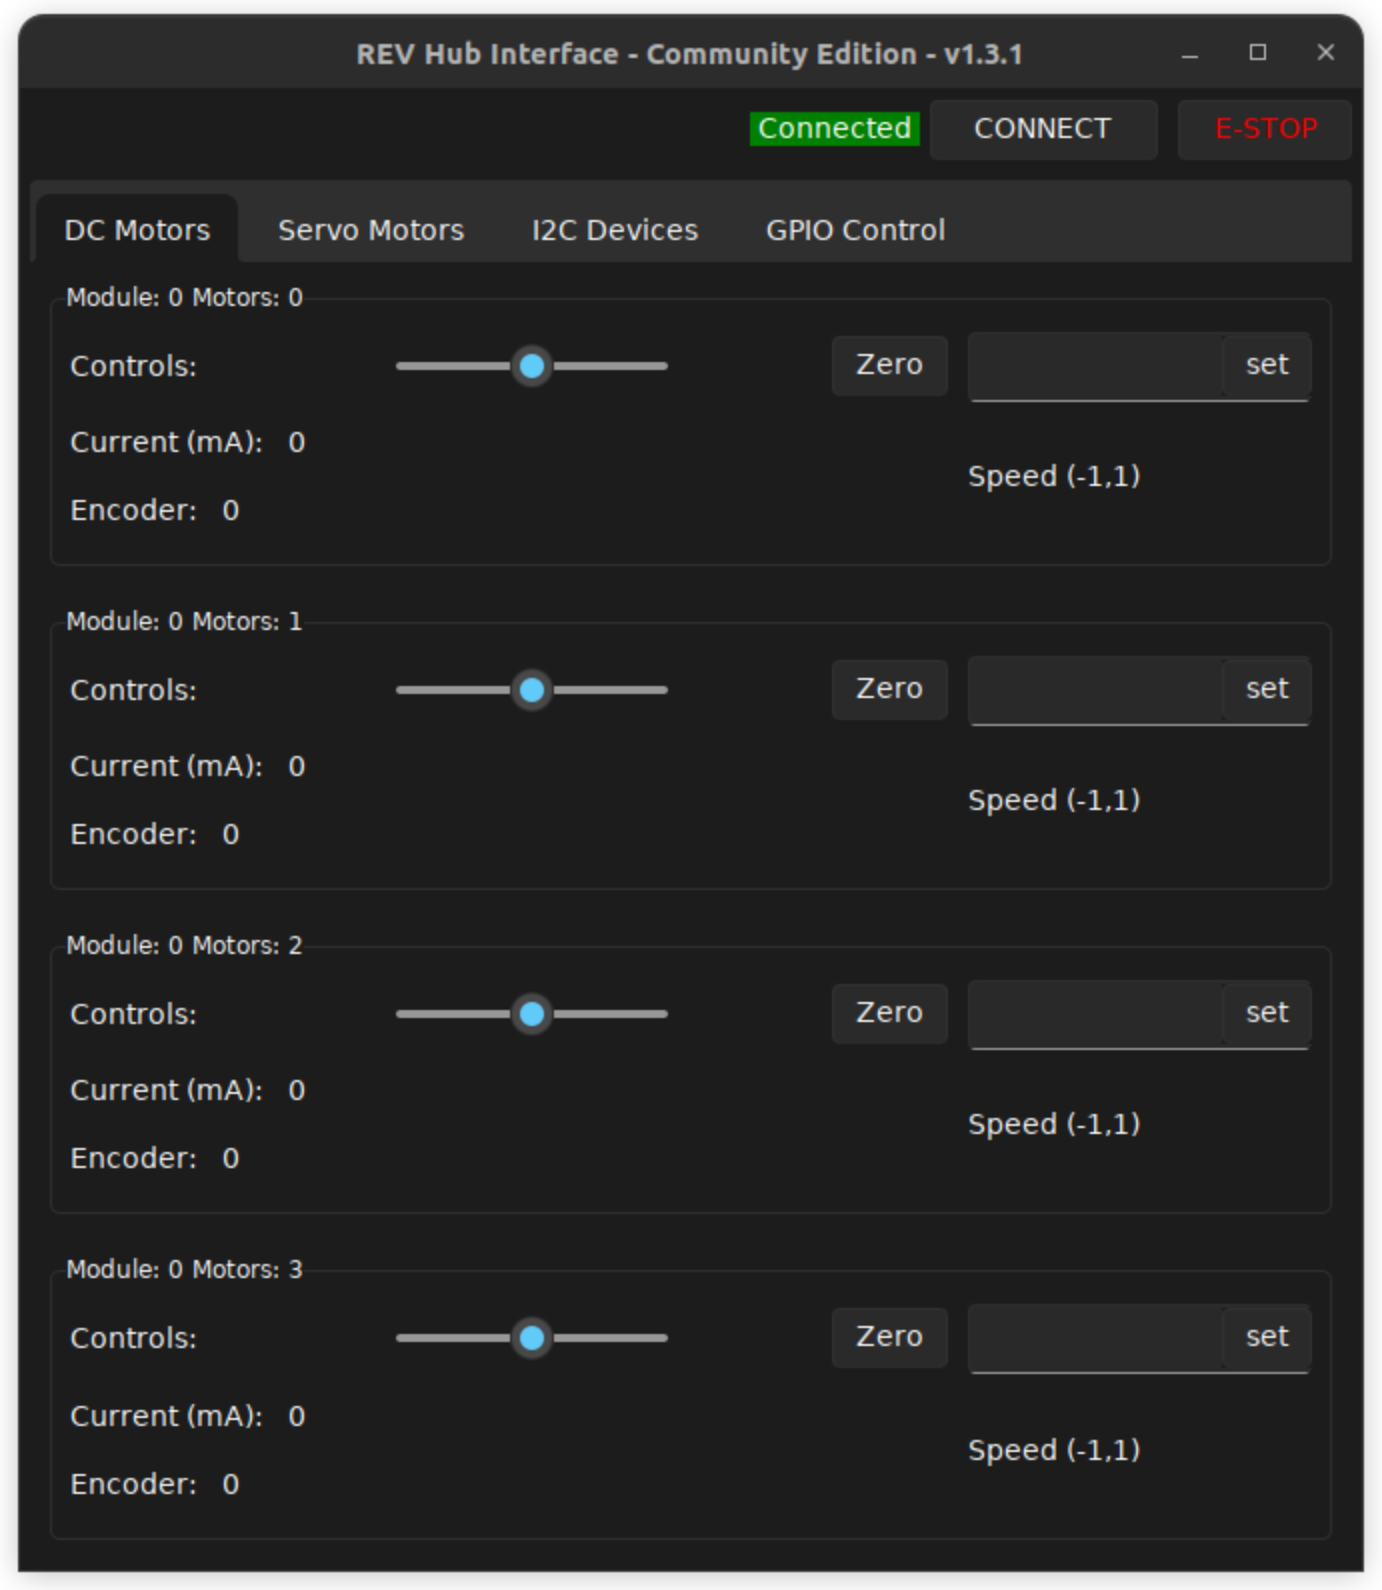 REV Hub Interface - Community Edition - v1.3.1
Connected CONNECT E-STOP
DC Motors Servo Motors I2C Devices GPIO Control
Module: 0 Motors: 0
Controls: Zero set
Current (mA): 0
Speed (-1,1)
Encoder: 0
Module: 0 Motors: 1
Controls: Zero set
Current (mA): 0
Speed (-1,1)
Encoder: 0
Module: 0 Motors: 2
Controls: Zero set
Current (mA): 0
Speed (-1,1)
Encoder: 0
Module: 0 Motors: 3
Controls: Zero set
Current (mA): 0
Speed (-1,1)
Encoder: 0